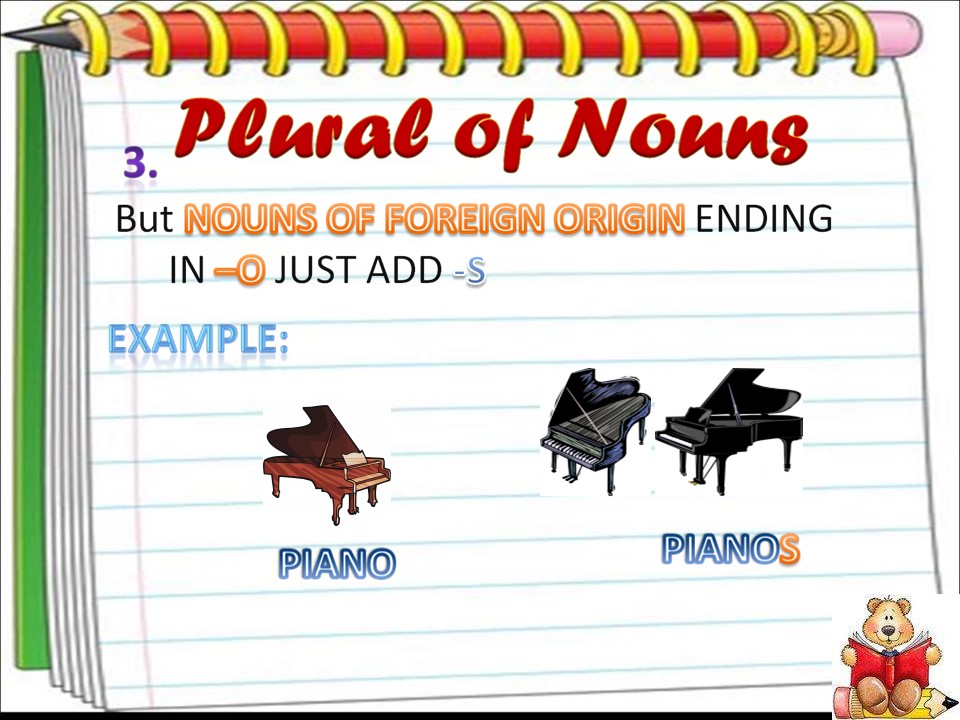 Plural of Nouns
3.
But NOUNS OF FOREIGN ORIGIN ENDING
IN –O JUST ADD -S
EXAMPLE:
PIANO
PIANOS